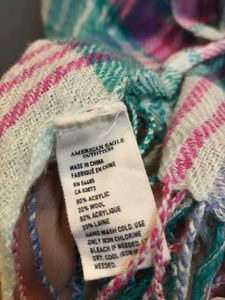 AMERICAN EAGLE
OUTFITTERS
MADE IN CHINA
FABRIQUÉ EN CHINE
RN 54485
CA 03873
80% ACRYLIC
20% WOOL
80% ACRYLIQUE
20% LAINE
HAND WASH COLD. USE
ONLY NON CHLORINE
BLEACH IF NEEDED.
DRY. COOL IRON IF
NEEDED